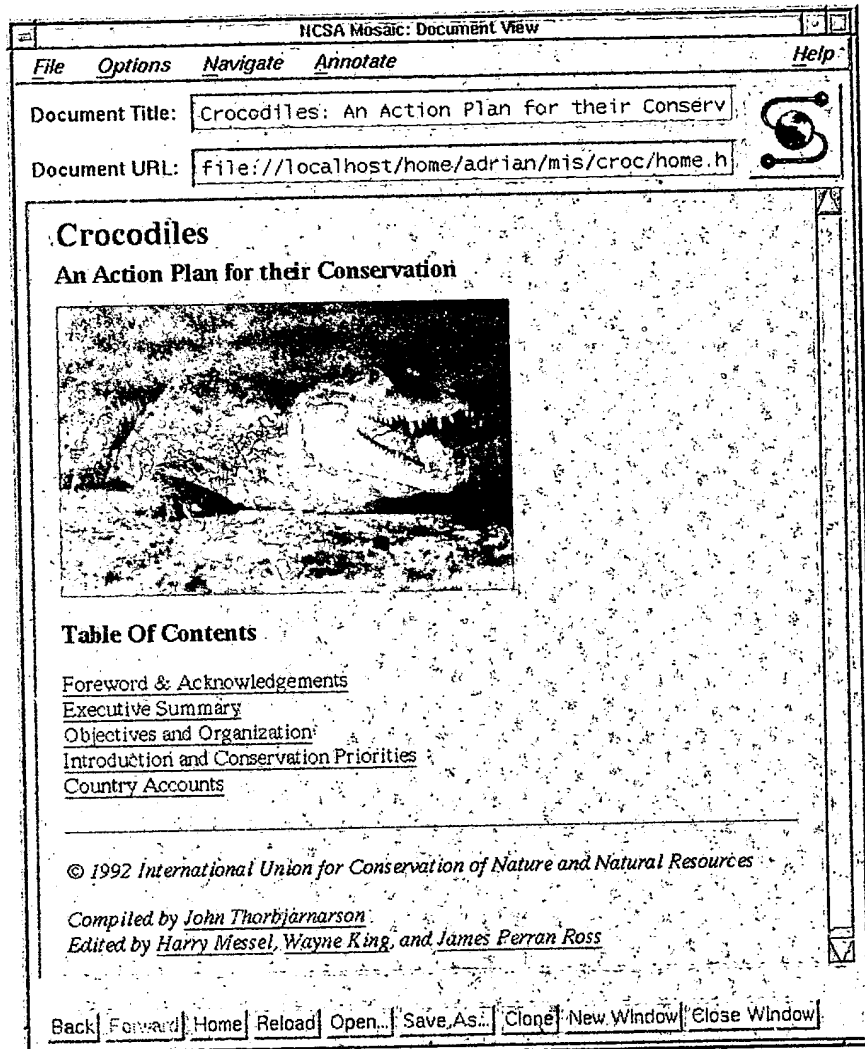 NCSA Mosaic: Document View
File Options Navigate Annotate Help
Document Title: Crocodiles: An Action Plan for their Conserv
Document URL: file://localhost/home/adrian/mis/croc/home.h
Crocodiles
An Action Plan for their Conservation
Table Of Contents
Foreword & Acknowledgements
Executive Summary
Objectives and Organization
Introduction and Conservation Priorities
Country Accounts
© 1992 International Union for Conservation of Nature and Natural Resources
Compiled by John Thorbjarnarson
Edited by Harry Messel, Wayne King, and James Perran Ross
Back Forward Home Reload Open... Save As... Clone New Window Close Window